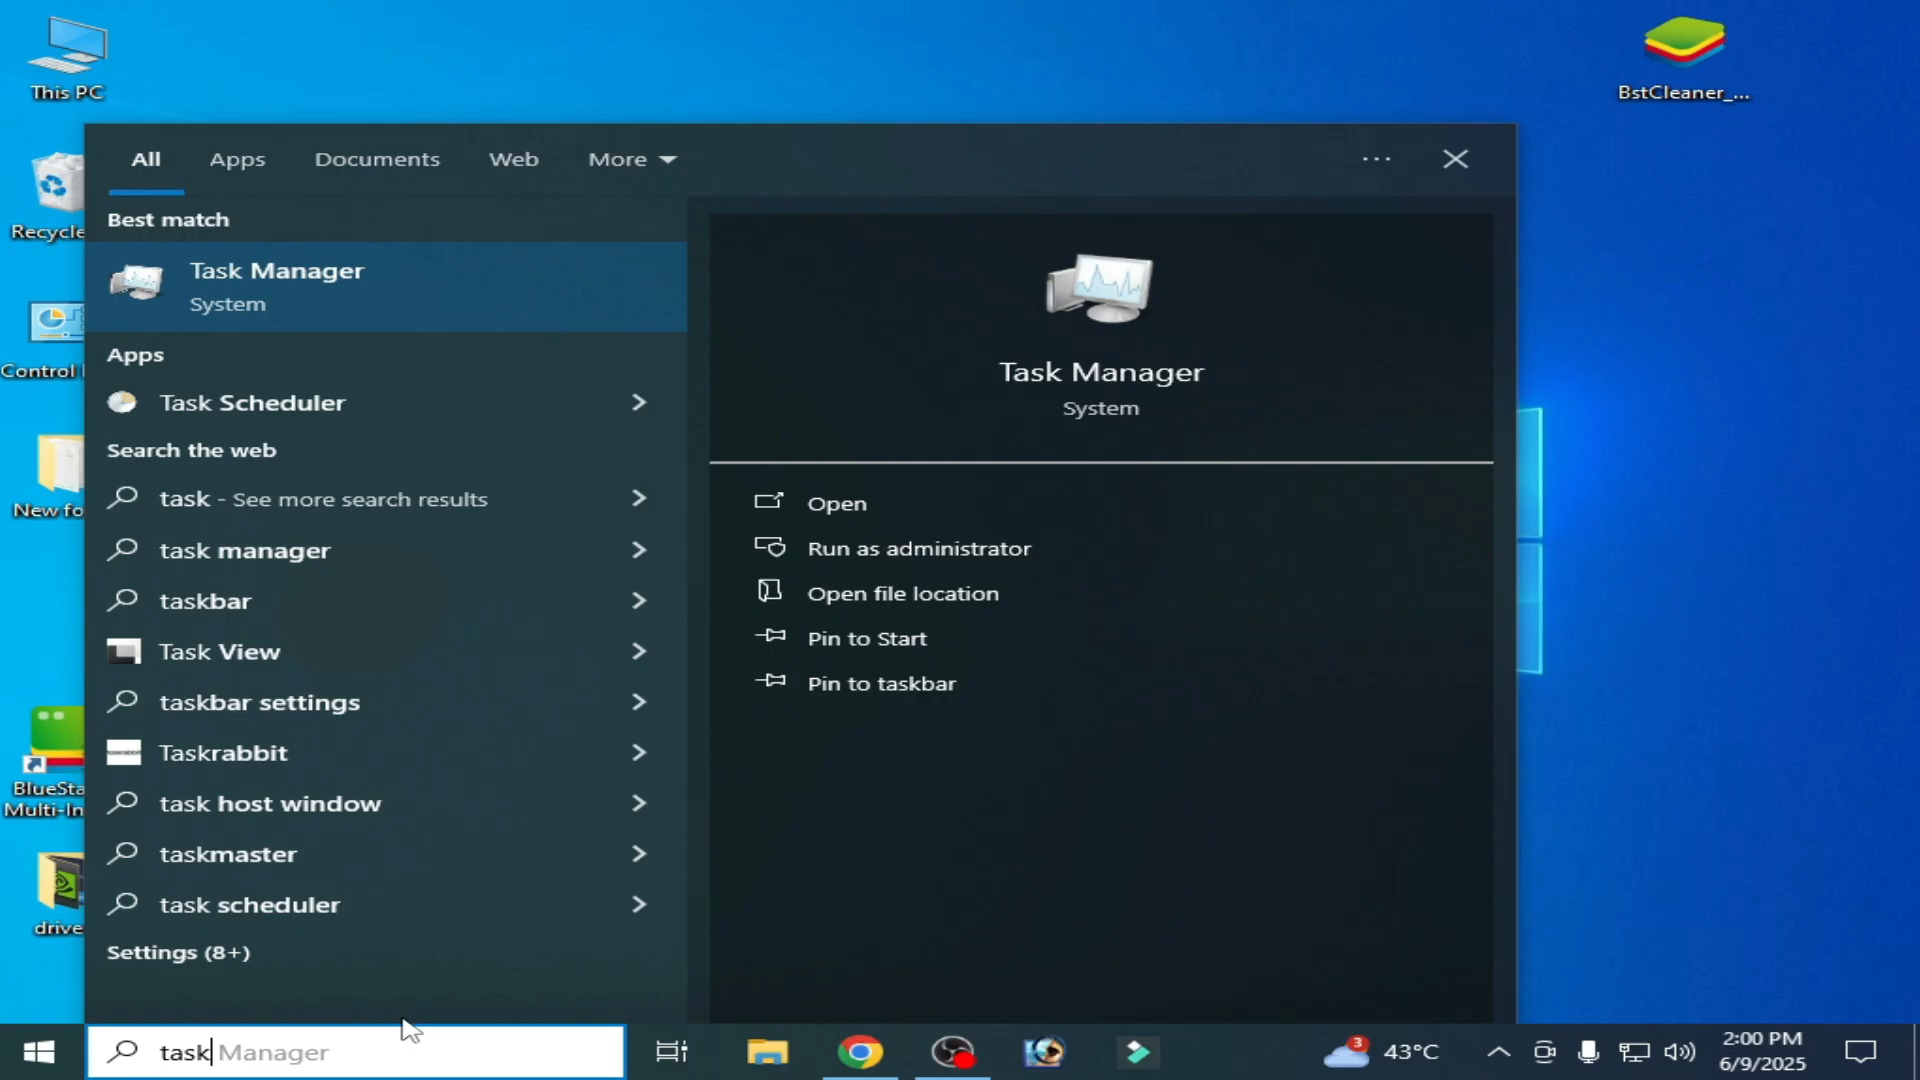 This PC
BstCleaner_...
All Apps Documents Web More
Recycle
Best match
Task Manager
System
Task Manager
System
Control
Apps
Task Scheduler
Search the web
task - See more search results
task manager
taskbar
Task View
taskbar settings
Taskrabbit
task host window
taskmaster
task scheduler
Settings (8+)
Open
Run as administrator
Open file location
Pin to Start
Pin to taskbar
New fo
BlueSta
Multi-In
drive
task Manager
3
43°C
2:00 PM
6/9/2025